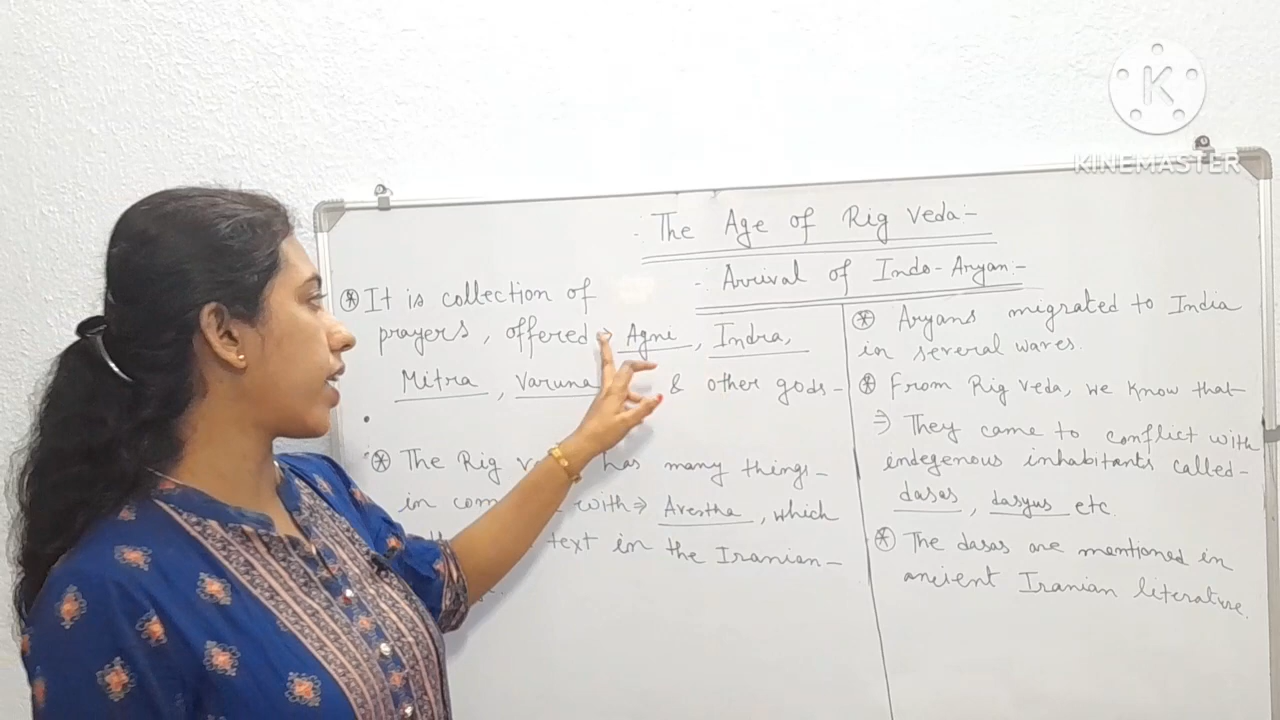 K
KINEMASTER
The Age of Rig Veda:-
Arrival of Indo-Aryan:-
⊛ It is collection of
prayers, offered ⇒ Agni, Indra,
Mitra, Varuna & other gods-
⊛ The Rig has many things-
in with ⇒ Avestha, which
text in the Iranian-
⊛ Aryans migrated to India
in several waves.
⊛ From Rig Veda, we know that
⇒ They came to conflict with
indegenous inhabitants called-
dasas, dasyus etc.
⊛ The dasas are mentioned in
ancient Iranian literature.